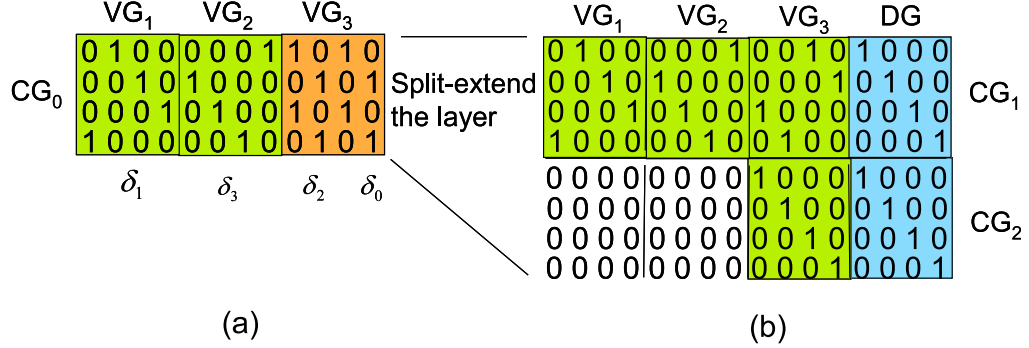 VG1 VG2 VG3
CG0
0 1 0 0 0 0 0 1 1 0 1 0
0 0 1 0 1 0 0 0 0 1 0 1
0 0 0 1 0 1 0 0 1 0 1 0
1 0 0 0 0 0 1 0 0 1 0 1
δ1 δ3 δ2 δ0
(a)
Split-extend
the layer
VG1 VG2 VG3 DG
0 1 0 0 0 0 0 1 0 0 1 0 1 0 0 0
0 0 1 0 1 0 0 0 0 0 0 1 0 1 0 0
0 0 0 1 0 1 0 0 1 0 0 0 0 0 1 0
1 0 0 0 0 0 1 0 0 1 0 0 0 0 0 1
CG1
0 0 0 0 0 0 0 0 1 0 0 0 1 0 0 0
0 0 0 0 0 0 0 0 0 1 0 0 0 1 0 0
0 0 0 0 0 0 0 0 0 0 1 0 0 0 1 0
0 0 0 0 0 0 0 0 0 0 0 1 0 0 0 1
CG2
(b)